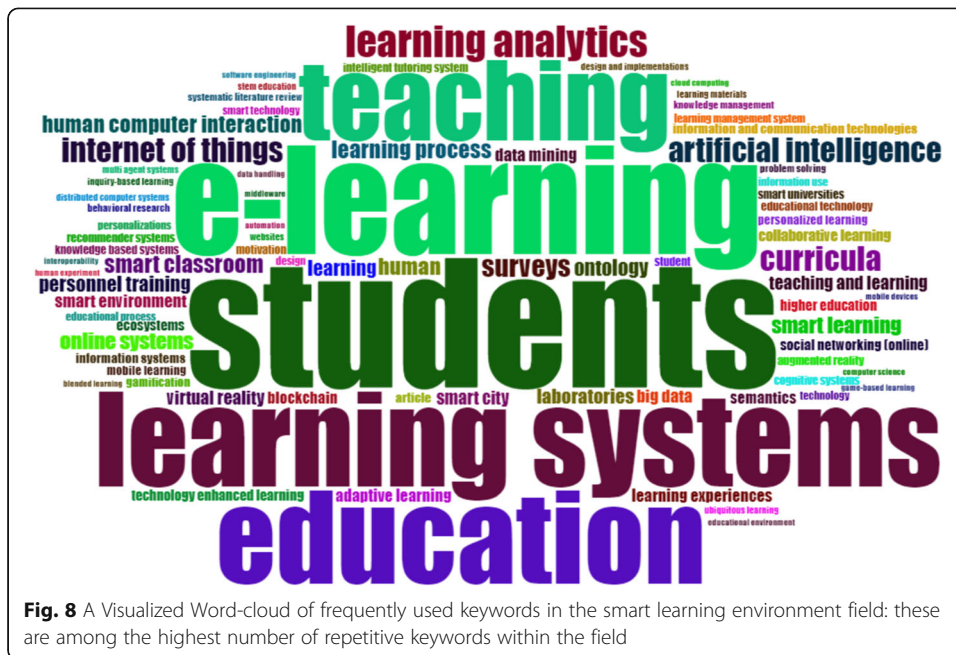 learning analytics
intelligent tutoring system
design and implementations
software engineering
teaching
cloud computing
stem education
learning materials
systematic literature review
knowledge management
smart technology
learning management system
human computer interaction
information and communication technologies
internet of things
learning process
data mining
artificial intelligence
multi agent systems
data handling
problem solving
inquiry-based learning
e-learning
information use
middleware
smart universities
distributed computer systems
educational technology
behavioral research
personalized learning
personalizations
automation
recommender systems
websites
collaborative learning
knowledge based systems
motivation
interoperability
smart classroom
design
learning
human
surveys
ontology
student
curricula
human experiment
personnel training
teaching and learning
smart environment
students
mobile devices
higher education
educational process
ecosystems
smart learning
online systems
social networking (online)
information systems
augmented reality
mobile learning
computer science
blended learning
gamification
cognitive systems
game-based learning
virtual reality
blockchain
article
smart city
laboratories
big data
semantics
technology
learning systems
technology enhanced learning
adaptive learning
learning experiences
education
ubiquitous learning
educational environment
Fig. 8 A Visualized Word-cloud of frequently used keywords in the smart learning environment field: these
are among the highest number of repetitive keywords within the field